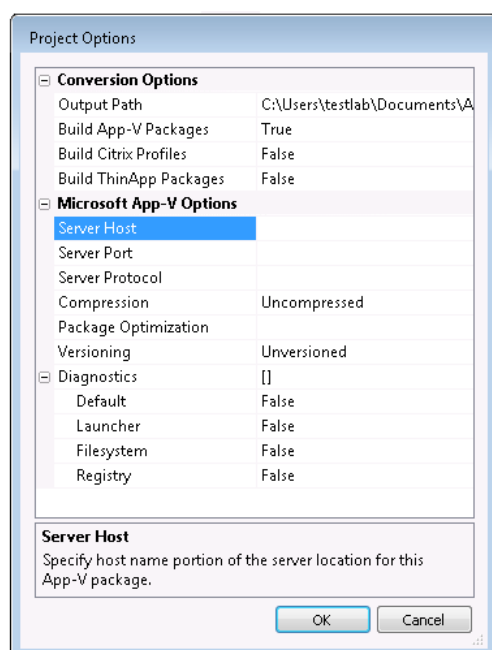 Project Options
Conversion Options
Output Path C:\Users\testlab\Documents\A
Build App-V Packages True
Build Citrix Profiles False
Build ThinApp Packages False
Microsoft App-V Options
Server Host
Server Port
Server Protocol
Compression Uncompressed
Package Optimization
Versioning Unversioned
Diagnostics []
Default False
Launcher False
Filesystem False
Registry False
Server Host
Specify host name portion of the server location for this
App-V package.
OK Cancel